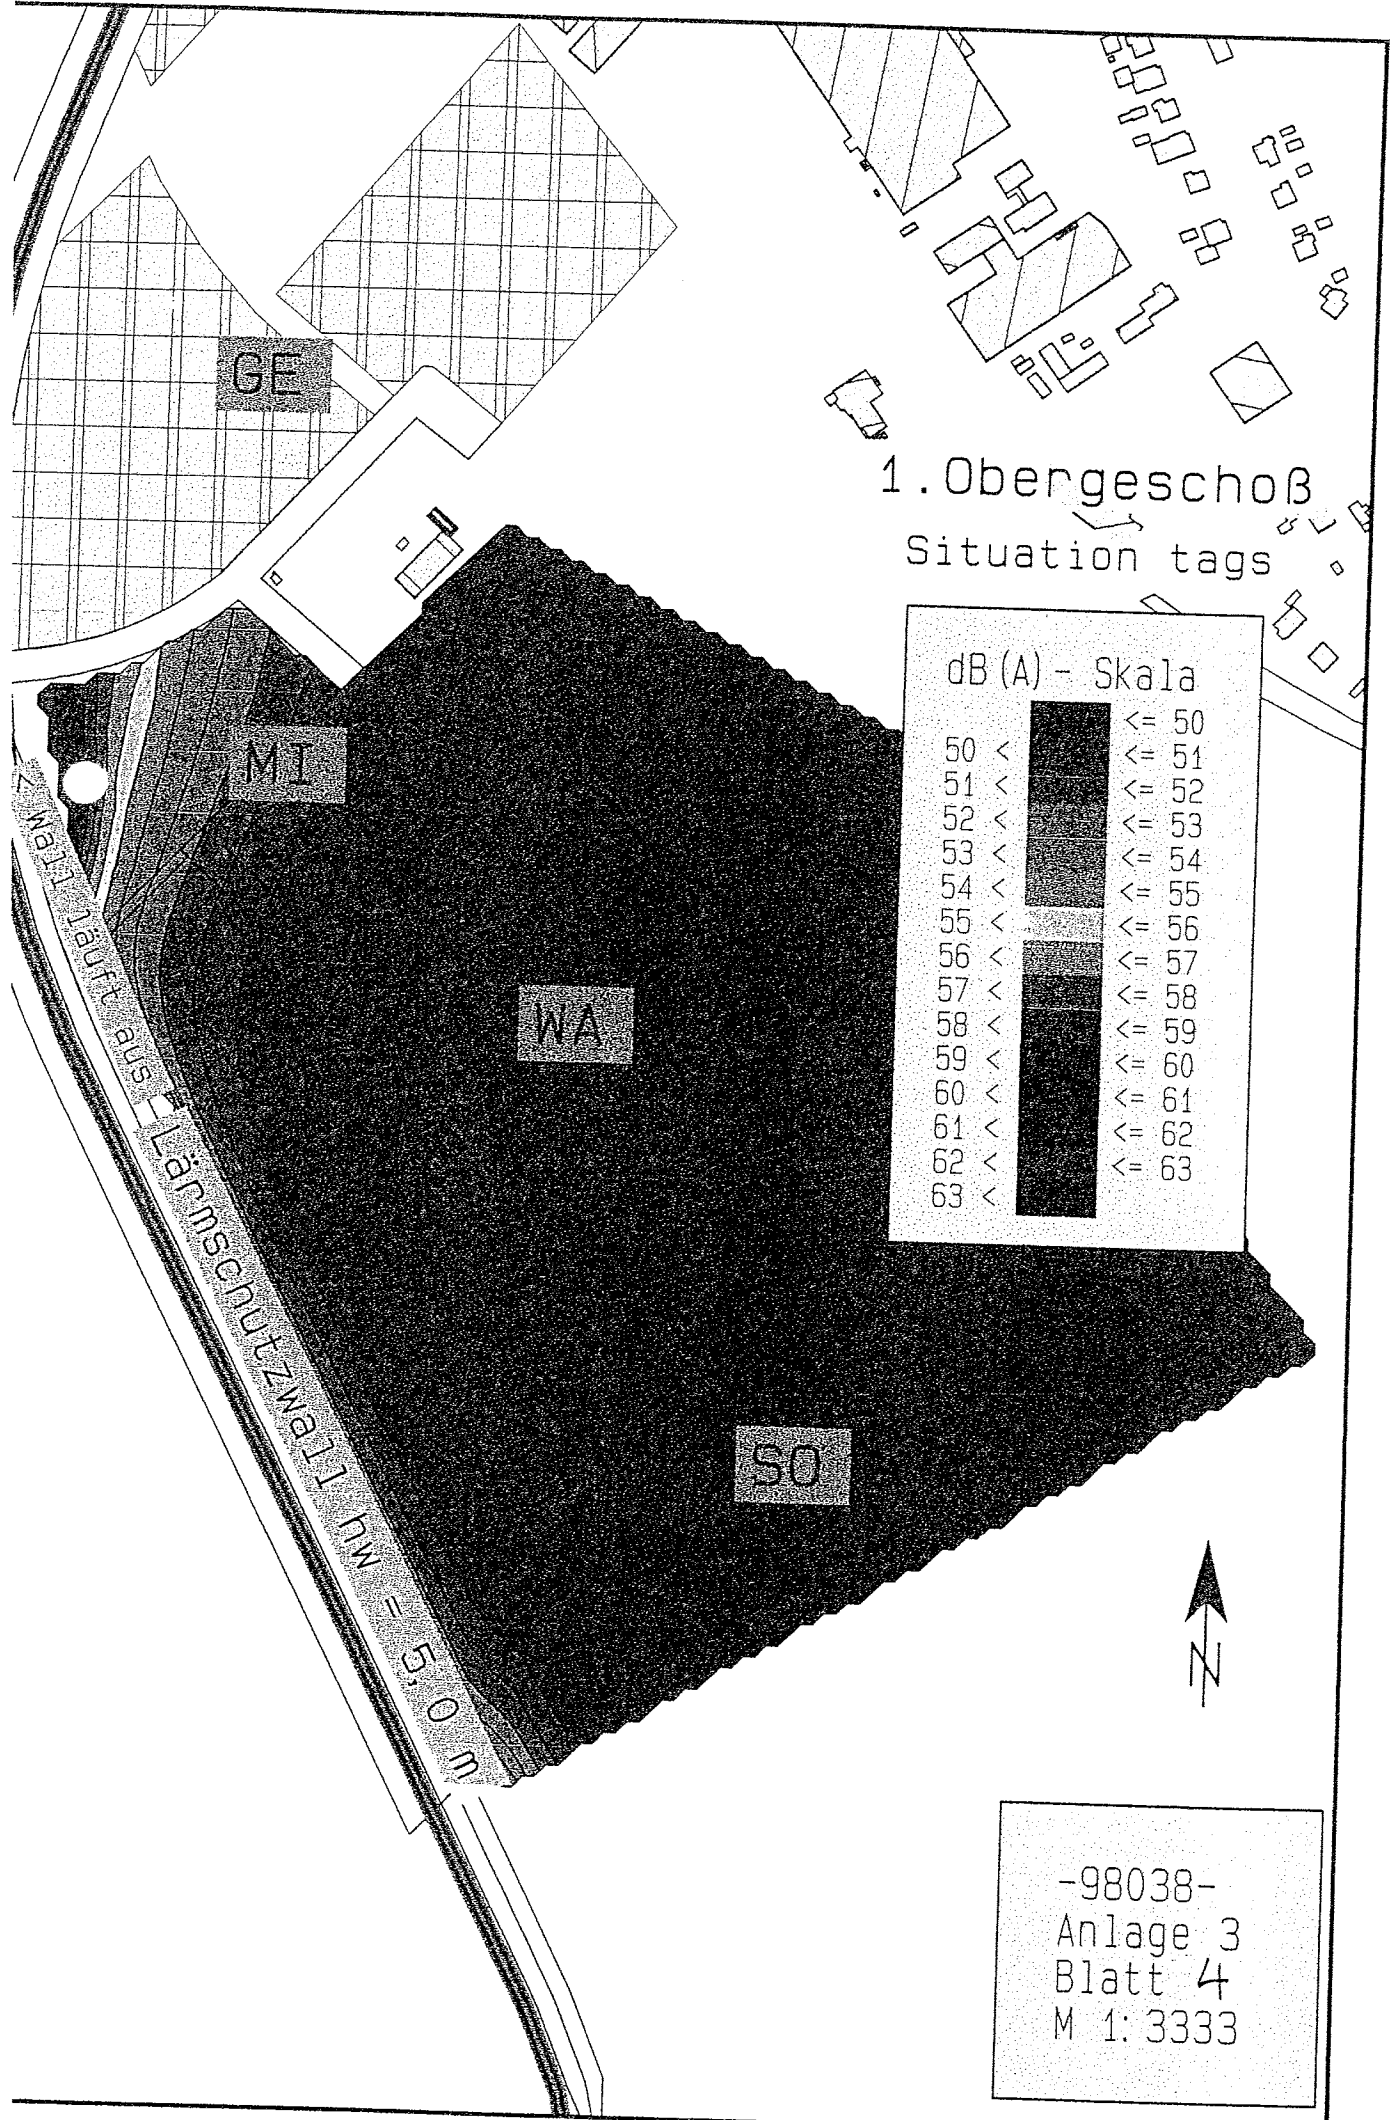 GE
1.Obergeschoß
Situation tags
dB(A) - Skala
<= 50
50 < <= 51
51 < <= 52
52 < <= 53
53 < <= 54
54 < <= 55
55 < <= 56
56 < <= 57
57 < <= 58
58 < <= 59
59 < <= 60
60 < <= 61
61 < <= 62
62 < <= 63
63 <
MI
< Wall läuft aus
WA
Lärmschutzwall hw = 5,0 m
SO
N
-98038-
Anlage 3
Blatt 4
M 1:3333